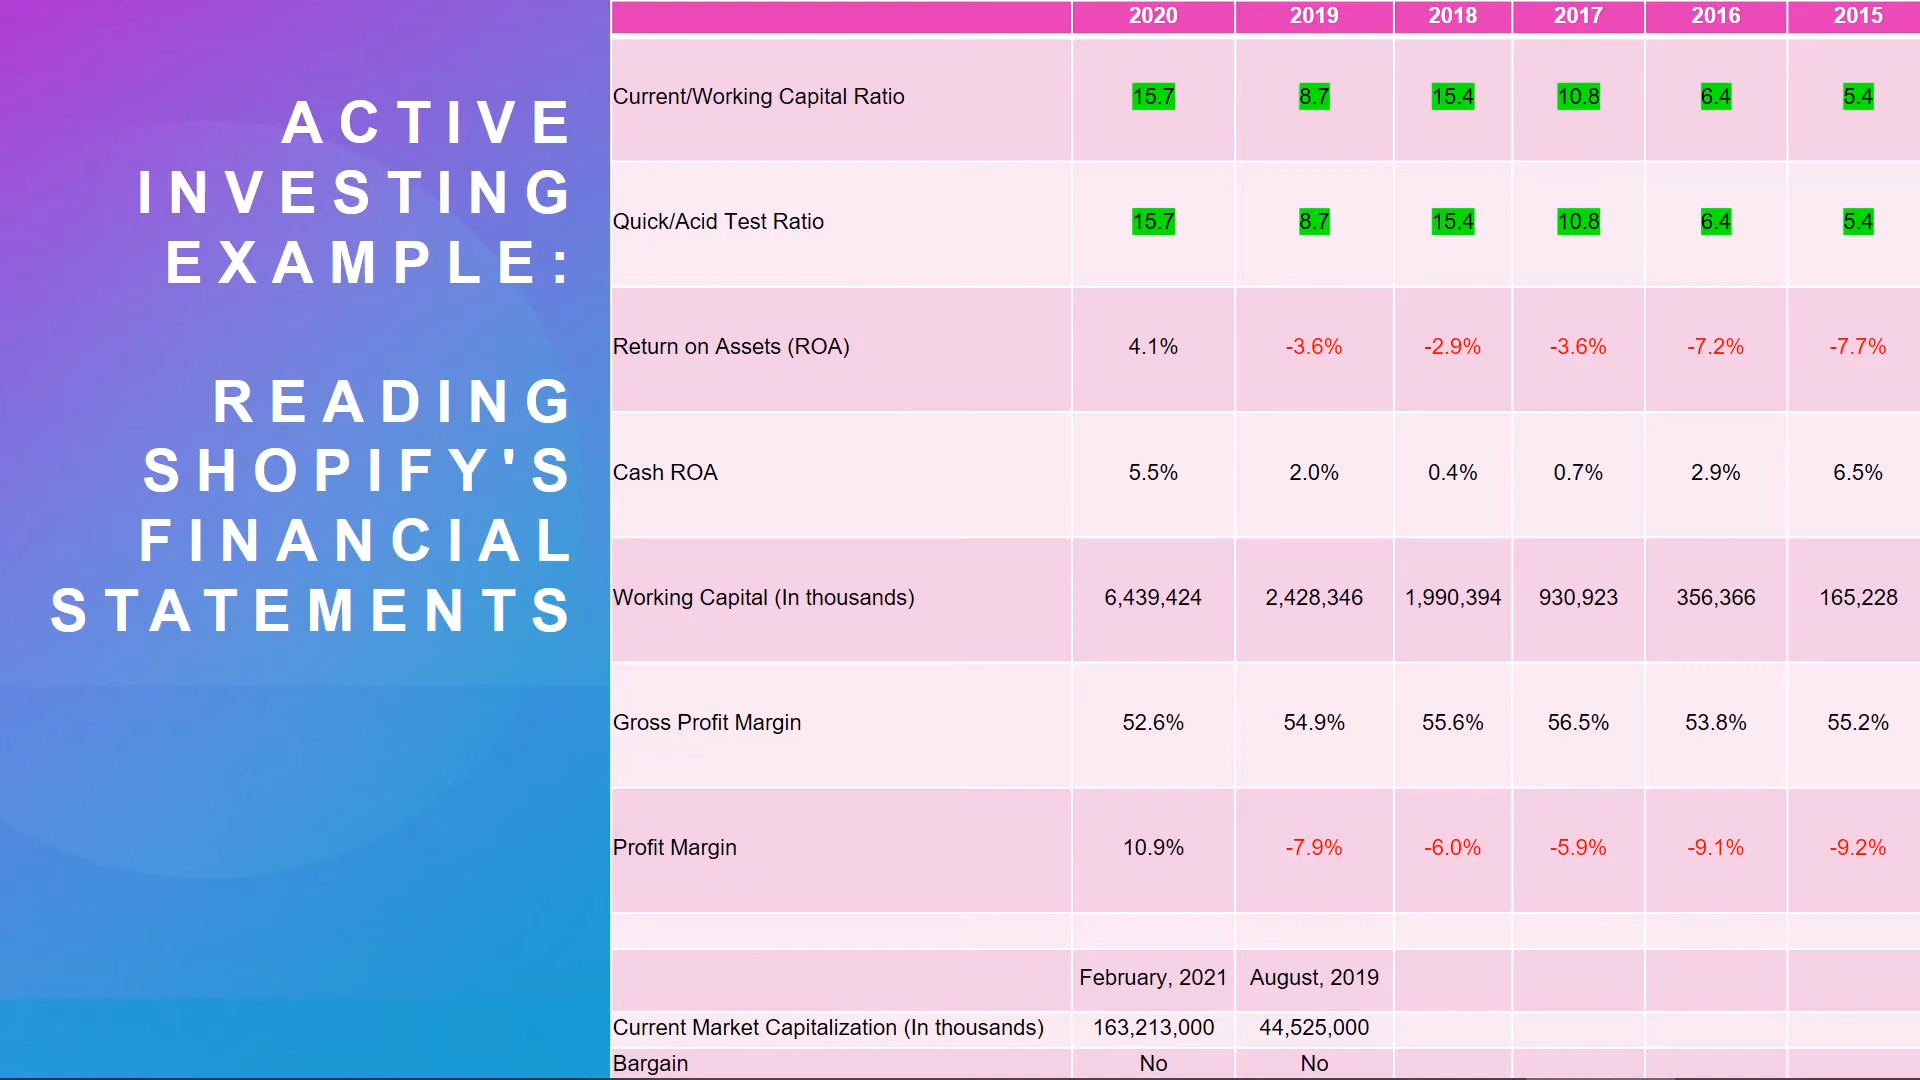 ACTIVE
INVESTING
EXAMPLE:
READING
SHOPIFY'S
FINANCIAL
STATEMENTS
2020 2019 2018 2017 2016 2015
Current/Working Capital Ratio 15.7 8.7 15.4 10.8 6.4 5.4
Quick/Acid Test Ratio 15.7 8.7 15.4 10.8 6.4 5.4
Return on Assets (ROA) 4.1% -3.6% -2.9% -3.6% -7.2% -7.7%
Cash ROA 5.5% 2.0% 0.4% 0.7% 2.9% 6.5%
Working Capital (In thousands) 6,439,424 2,428,346 1,990,394 930,923 356,366 165,228
Gross Profit Margin 52.6% 54.9% 55.6% 56.5% 53.8% 55.2%
Profit Margin 10.9% -7.9% -6.0% -5.9% -9.1% -9.2%
February, 2021 August, 2019
Current Market Capitalization (In thousands) 163,213,000 44,525,000
Bargain No No